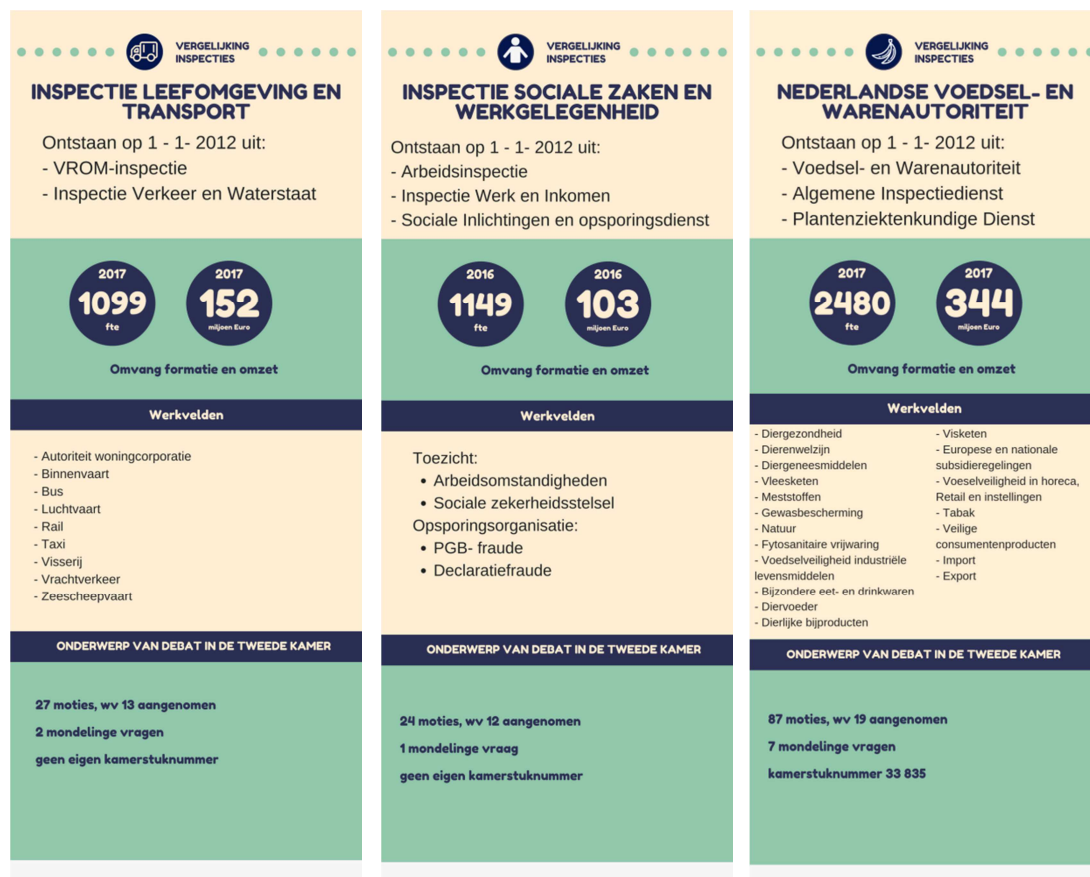 VERGELIJKING
INSPECTIES
INSPECTIE LEEFOMGEVING EN
TRANSPORT
Ontstaan op 1 - 1- 2012 uit:
- VROM-inspectie
- Inspectie Verkeer en Waterstaat
2017
1099
fte
2017
152
miljoen Euro
Omvang formatie en omzet
Werkvelden
- Autoriteit woningcorporatie
- Binnenvaart
- Bus
- Luchtvaart
- Rail
- Taxi
- Visserij
- Vrachtverkeer
- Zeescheepvaart
ONDERWERP VAN DEBAT IN DE TWEEDE KAMER
27 moties, wv 13 aangenomen
2 mondelinge vragen
geen eigen kamerstuknummer
VERGELIJKING
INSPECTIES
INSPECTIE SOCIALE ZAKEN EN
WERKGELEGENHEID
Ontstaan op 1 - 1- 2012 uit:
- Arbeidsinspectie
- Inspectie Werk en Inkomen
- Sociale Inlichtingen en opsporingsdienst
2016
1149
fte
2016
103
miljoen Euro
Omvang formatie en omzet
Werkvelden
Toezicht:
• Arbeidsomstandigheden
• Sociale zekerheidsstelsel
Opsporingsorganisatie:
• PGB- fraude
• Declaratiefraude
ONDERWERP VAN DEBAT IN DE TWEEDE KAMER
24 moties, wv 12 aangenomen
1 mondelinge vraag
geen eigen kamerstuknummer
VERGELIJKING
INSPECTIES
NEDERLANDSE VOEDSEL- EN
WARENAUTORITEIT
Ontstaan op 1 - 1- 2012 uit:
- Voedsel- en Warenautoriteit
- Algemene Inspectiedienst
- Plantenziektenkundige Dienst
2017
2480
fte
2017
344
miljoen Euro
Omvang formatie en omzet
Werkvelden
- Diergezondheid
- Dierenwelzijn
- Diergeneesmiddelen
- Vleesketen
- Meststoffen
- Gewasbescherming
- Natuur
- Fytosanitaire vrijwaring
- Voedselveiligheid industriële
levensmiddelen
- Bijzondere eet- en drinkwaren
- Diervoeder
- Dierlijke bijproducten
- Visketen
- Europese en nationale
subsidieregelingen
- Voeselveiligheid in horeca,
Retail en instellingen
- Tabak
- Veilige
consumentenproducten
- Import
- Export
ONDERWERP VAN DEBAT IN DE TWEEDE KAMER
87 moties, wv 19 aangenomen
7 mondelinge vragen
kamerstuknummer 33 835